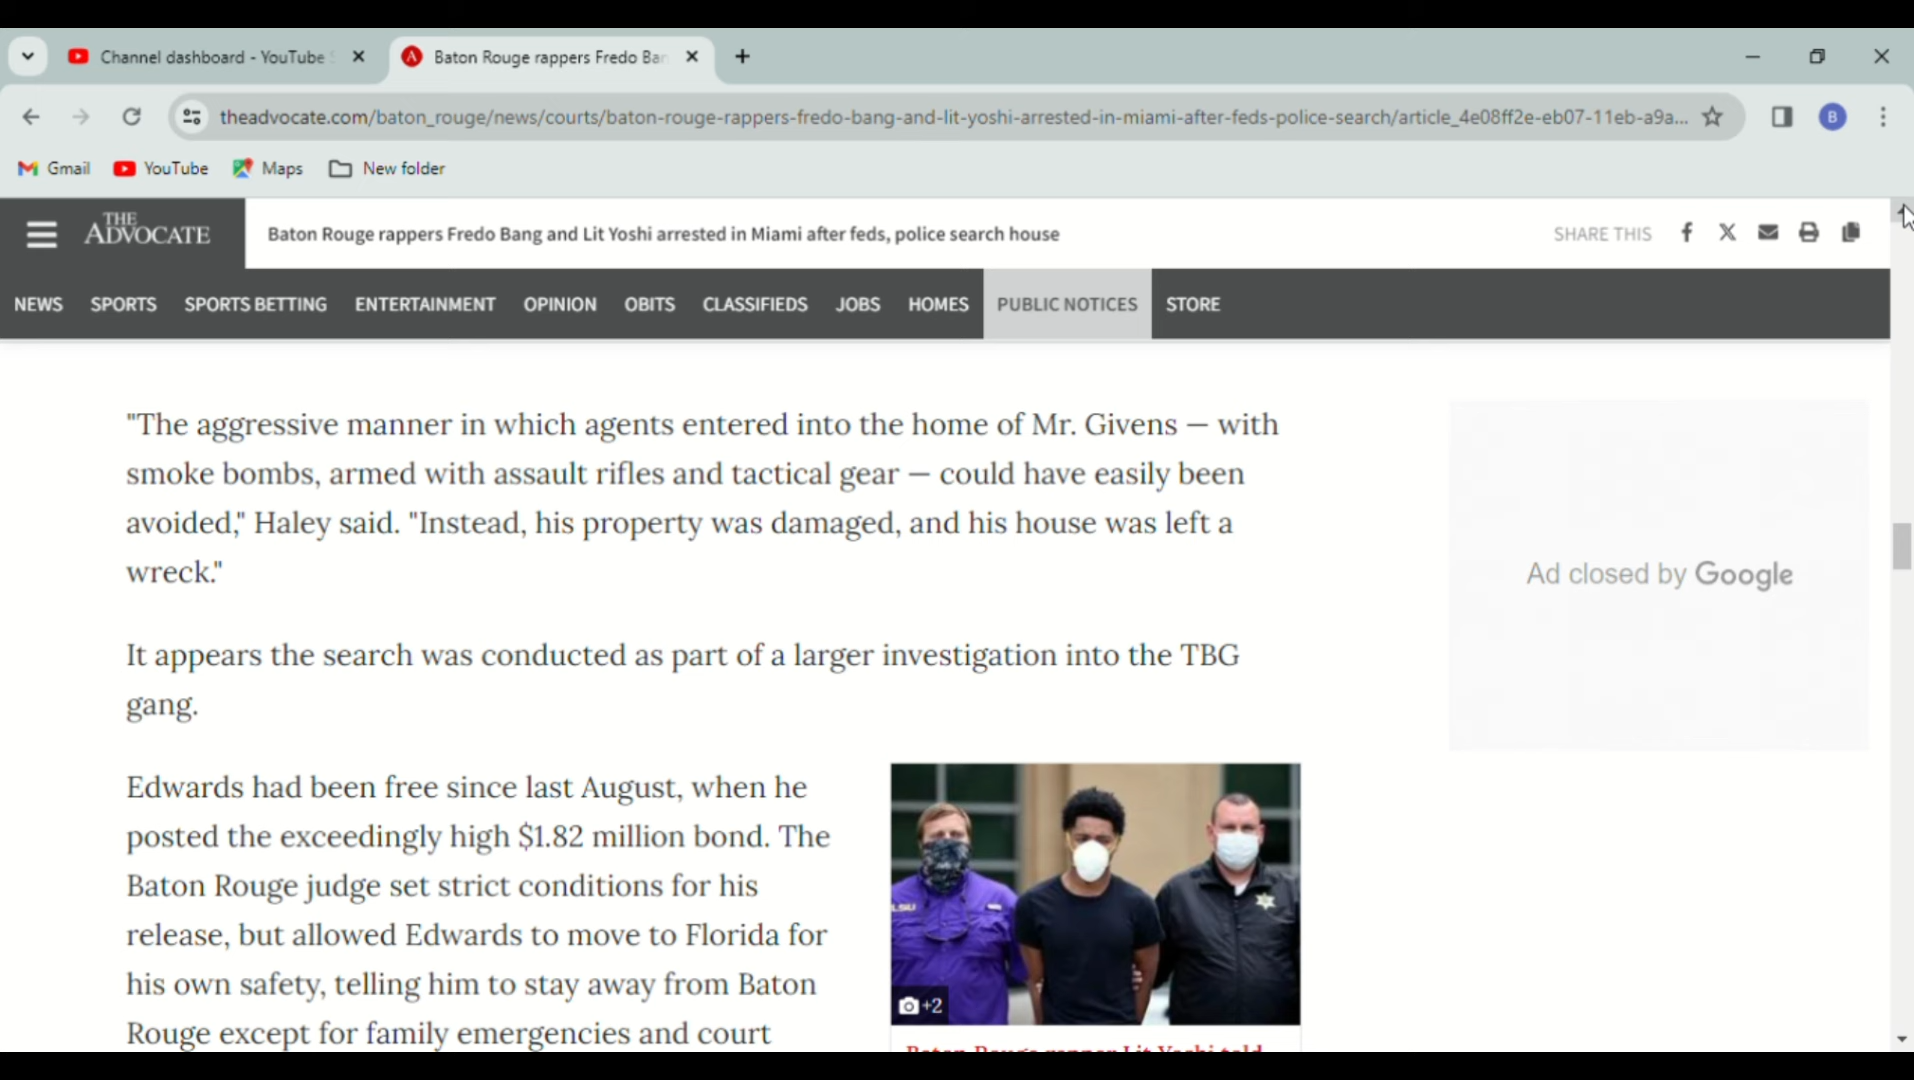 Channel dashboard - YouTube S
Baton Rouge rappers Fredo Ban
theadvocate.com/baton_rouge/news/courts/baton-rouge-rappers-fredo-bang-and-lit-yoshi-arrested-in-miami-after-feds-police-search/article_4e08ff2e-eb07-11eb-a9a...
B
Gmail
YouTube
Maps
New folder
THE
ADVOCATE
Baton Rouge rappers Fredo Bang and Lit Yoshi arrested in Miami after feds, police search house
SHARE THIS
NEWS SPORTS SPORTS BETTING ENTERTAINMENT OPINION OBITS CLASSIFIEDS JOBS HOMES PUBLIC NOTICES STORE
"The aggressive manner in which agents entered into the home of Mr. Givens — with
smoke bombs, armed with assault rifles and tactical gear — could have easily been
avoided," Haley said. "Instead, his property was damaged, and his house was left a
wreck."
It appears the search was conducted as part of a larger investigation into the TBG
gang.
Edwards had been free since last August, when he
posted the exceedingly high $1.82 million bond. The
Baton Rouge judge set strict conditions for his
release, but allowed Edwards to move to Florida for
his own safety, telling him to stay away from Baton
Rouge except for family emergencies and court
+2
Baton Rouge rapper Lit Yoshi told
Ad closed by Google